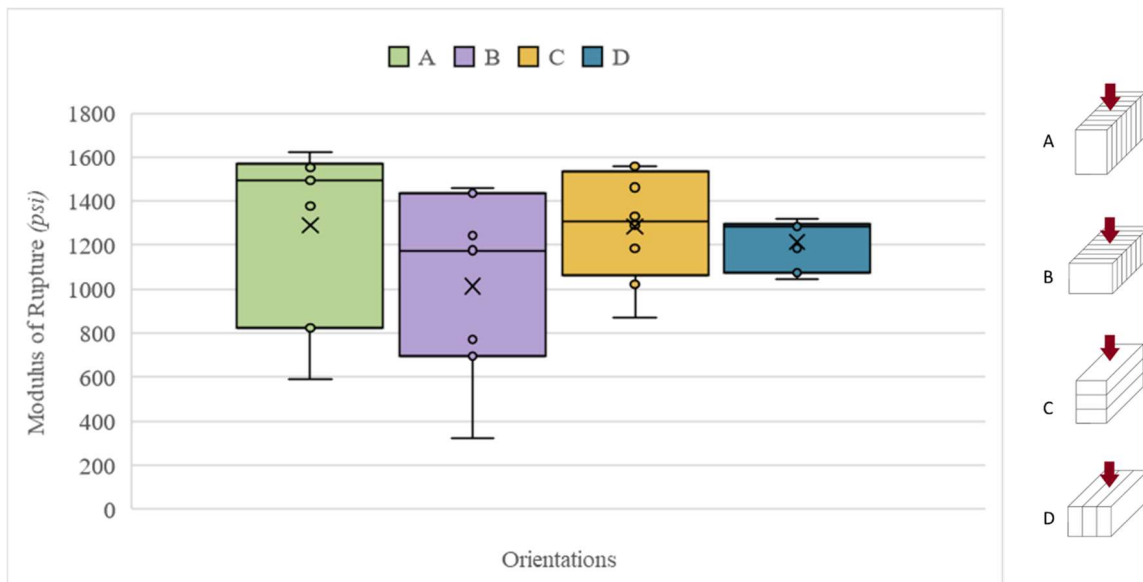 A B C D
Modulus of Rupture (psi)
1800
1600
1400
1200
1000
800
600
400
200
0
Orientations
A
B
C
D